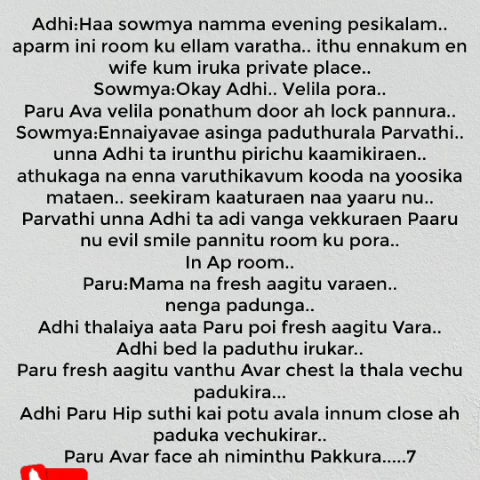 Adhi:Haa sowmya namma evening pesikalam..
aparm ini room ku ellam varatha.. ithu ennakum en
wife kum iruka private place..
Sowmya:Okay Adhi.. Velila pora..
Paru Ava velila ponathum door ah lock pannura..
Sowmya:Ennaiyavae asinga paduthurala Parvathi..
unna Adhi ta irunthu pirichu kaamikiraen..
athukaga na enna varuthikavum kooda na yoosika
mataen.. seekiram kaaturaen naa yaaru nu..
Parvathi unna Adhi ta adi vanga vekkuraen Paaru
nu evil smile pannitu room ku pora..
In Ap room..
Paru:Mama na fresh aagitu varaen..
nenga padunga..
Adhi thalaiya aata Paru poi fresh aagitu Vara..
Adhi bed la paduthu irukar..
Paru fresh aagitu vanthu Avar chest la thala vechu
padukira...
Adhi Paru Hip suthi kai potu avala innum close ah
paduka vechukirar..
Paru Avar face ah niminthu Pakkura.....7